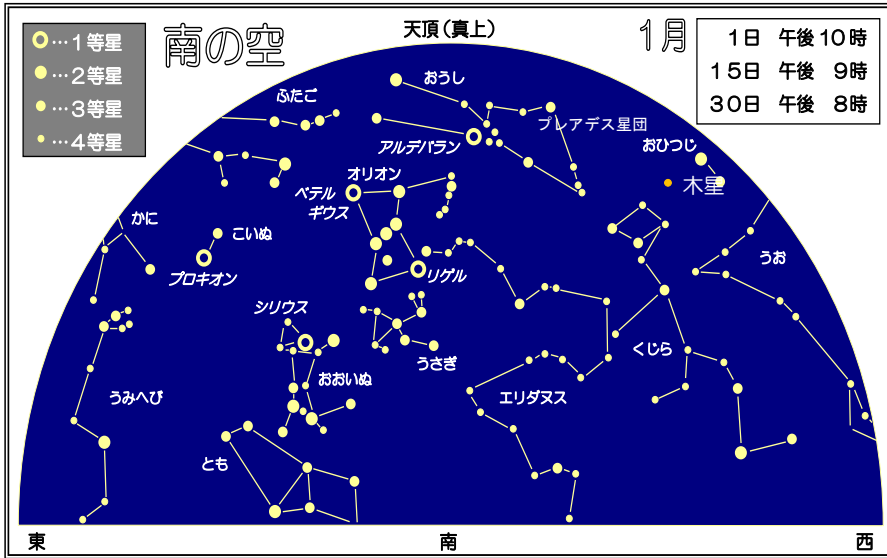 …１等星
…２等星
…３等星
…４等星
南の空
天頂（真上）
１月
１日　午後10時
15日　午後　９時
30日　午後　８時
おうし
ふたご
プレアデス星団
アルデバラン
おひつじ
木星
オリオン
ベテル
ギウス
かに
こいぬ
プロキオン
リゲル
うお
シリウス
うさぎ
くじら
おおいぬ
うみへび
エリダヌス
とも
東
南
西